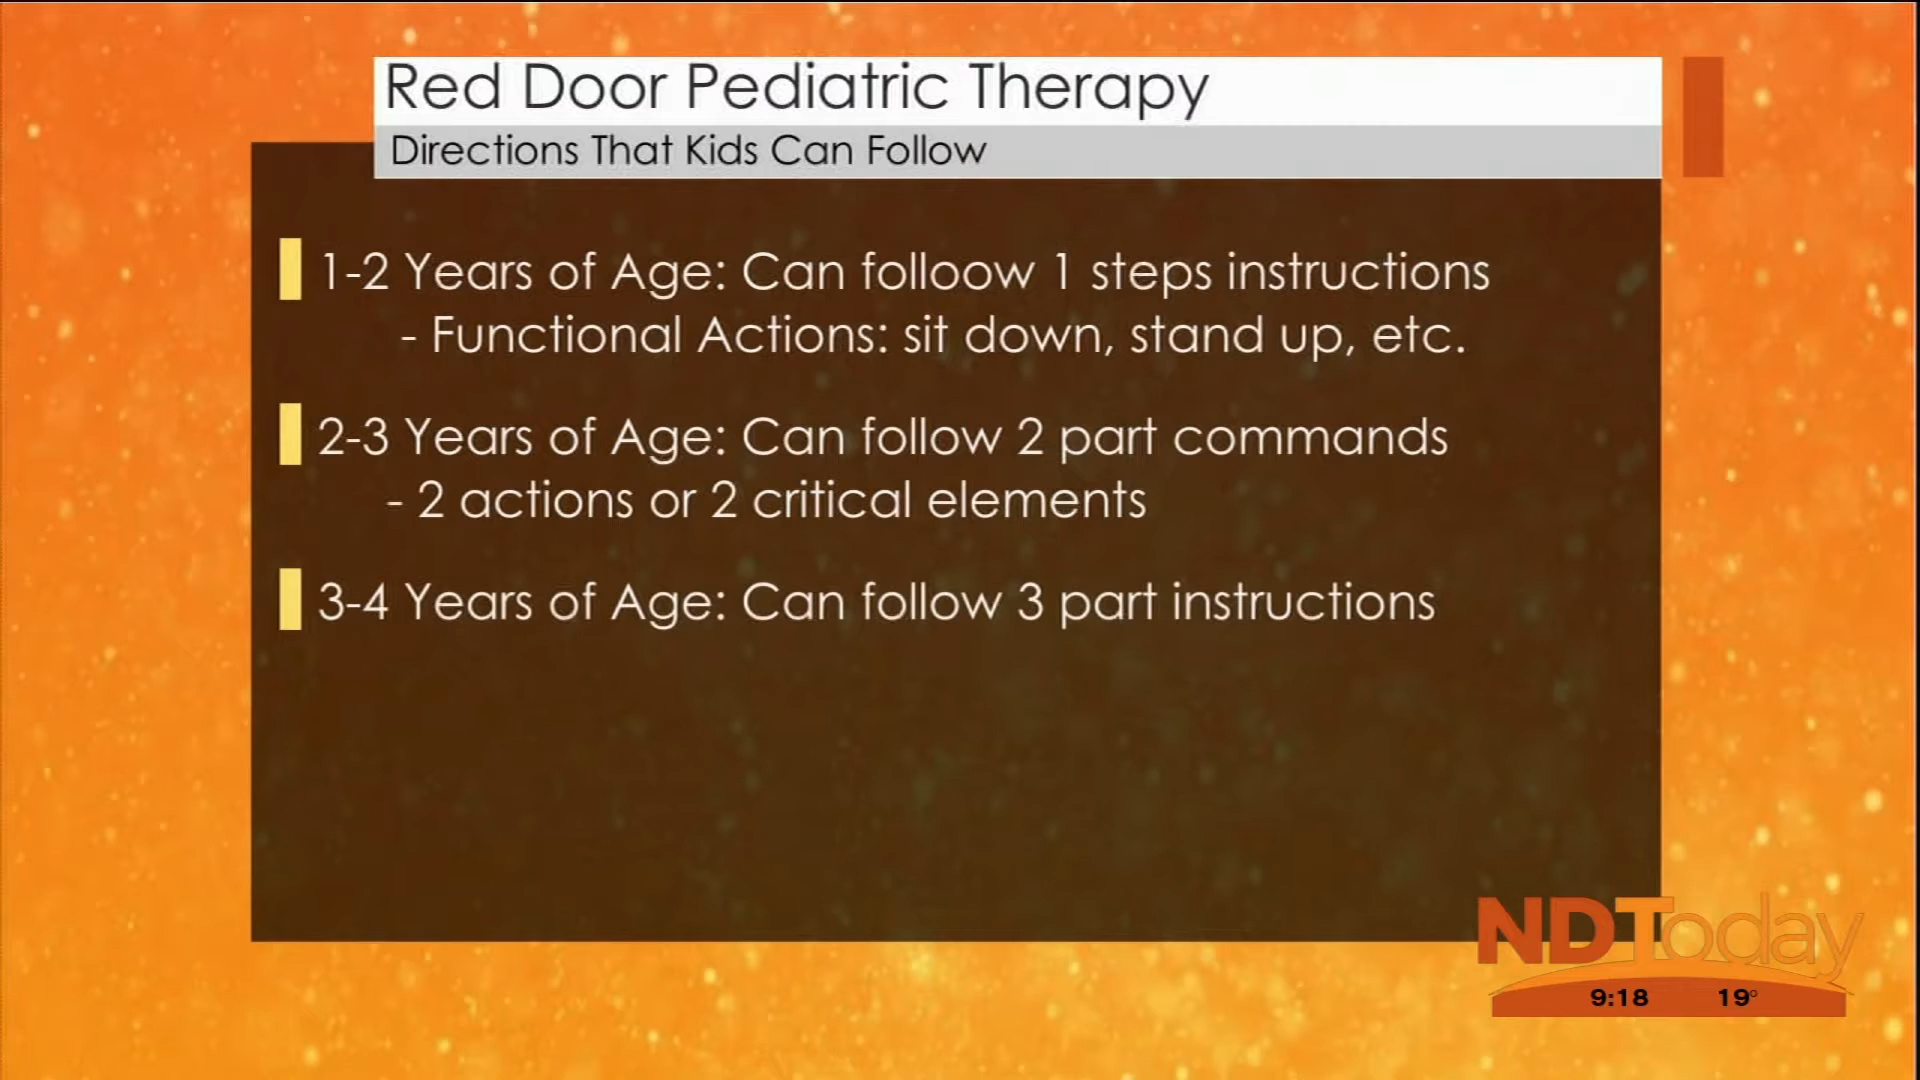 Red Door Pediatric Therapy
Directions That Kids Can Follow
1-2 Years of Age: Can folloow 1 steps instructions
- Functional Actions: sit down, stand up, etc.
2-3 Years of Age: Can follow 2 part commands
- 2 actions or 2 critical elements
3-4 Years of Age: Can follow 3 part instructions
NDToday
9:18 19°